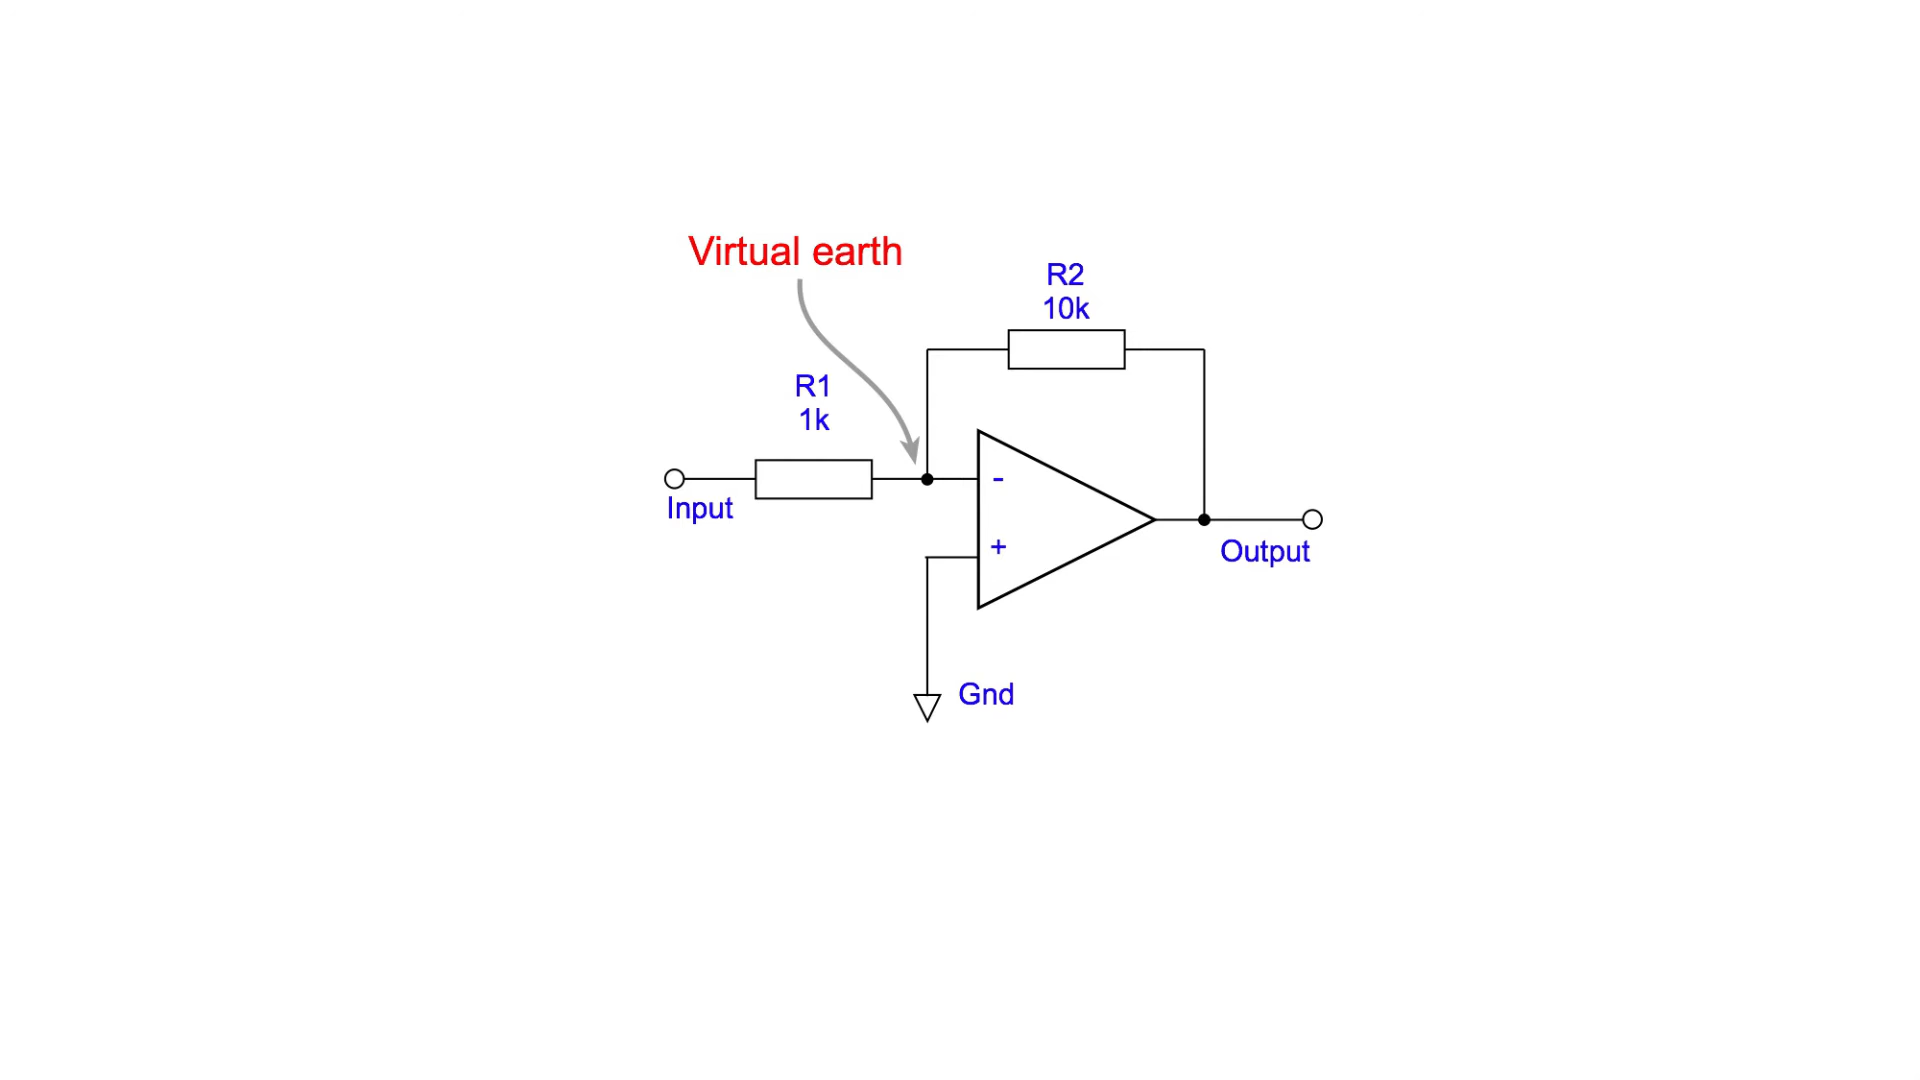 Virtual earth
R2
10k
R1
1k
Input
-
+
Output
Gnd